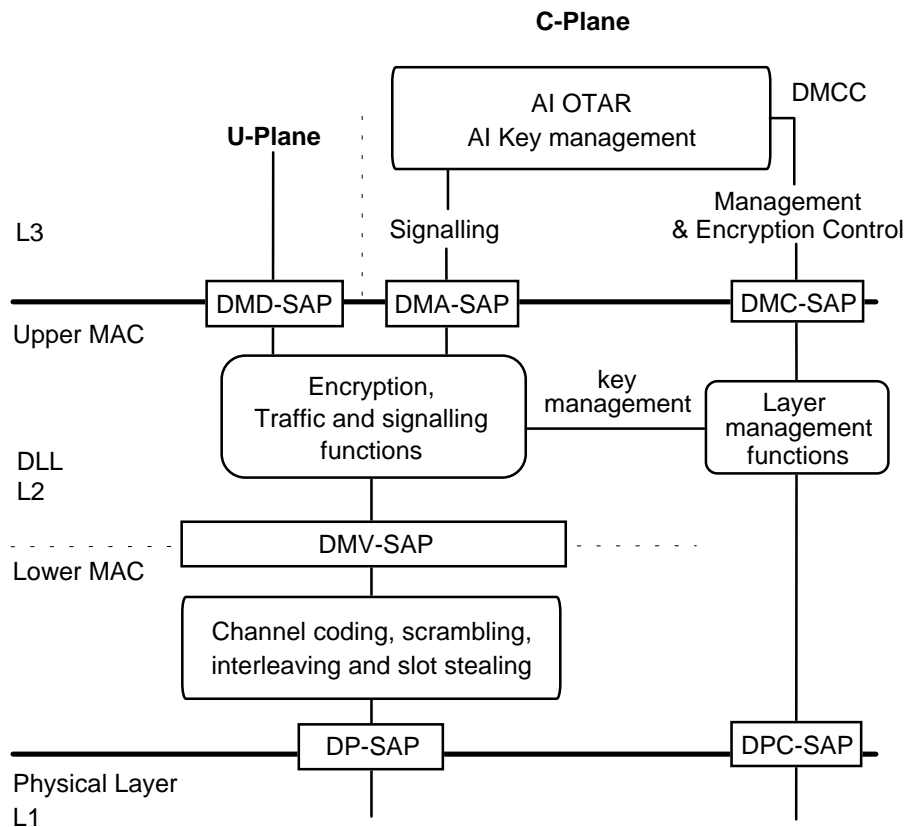 C-Plane
AI OTAR
AI Key management
DMCC
U-Plane
Management
& Encryption Control
Signalling
L3
DMD-SAP
DMA-SAP
DMC-SAP
Upper MAC
Encryption,
Traffic and signalling
functions
key
management
Layer
management
functions
DLL
L2
DMV-SAP
Lower MAC
Channel coding, scrambling,
interleaving and slot stealing
DP-SAP
DPC-SAP
Physical Layer
L1